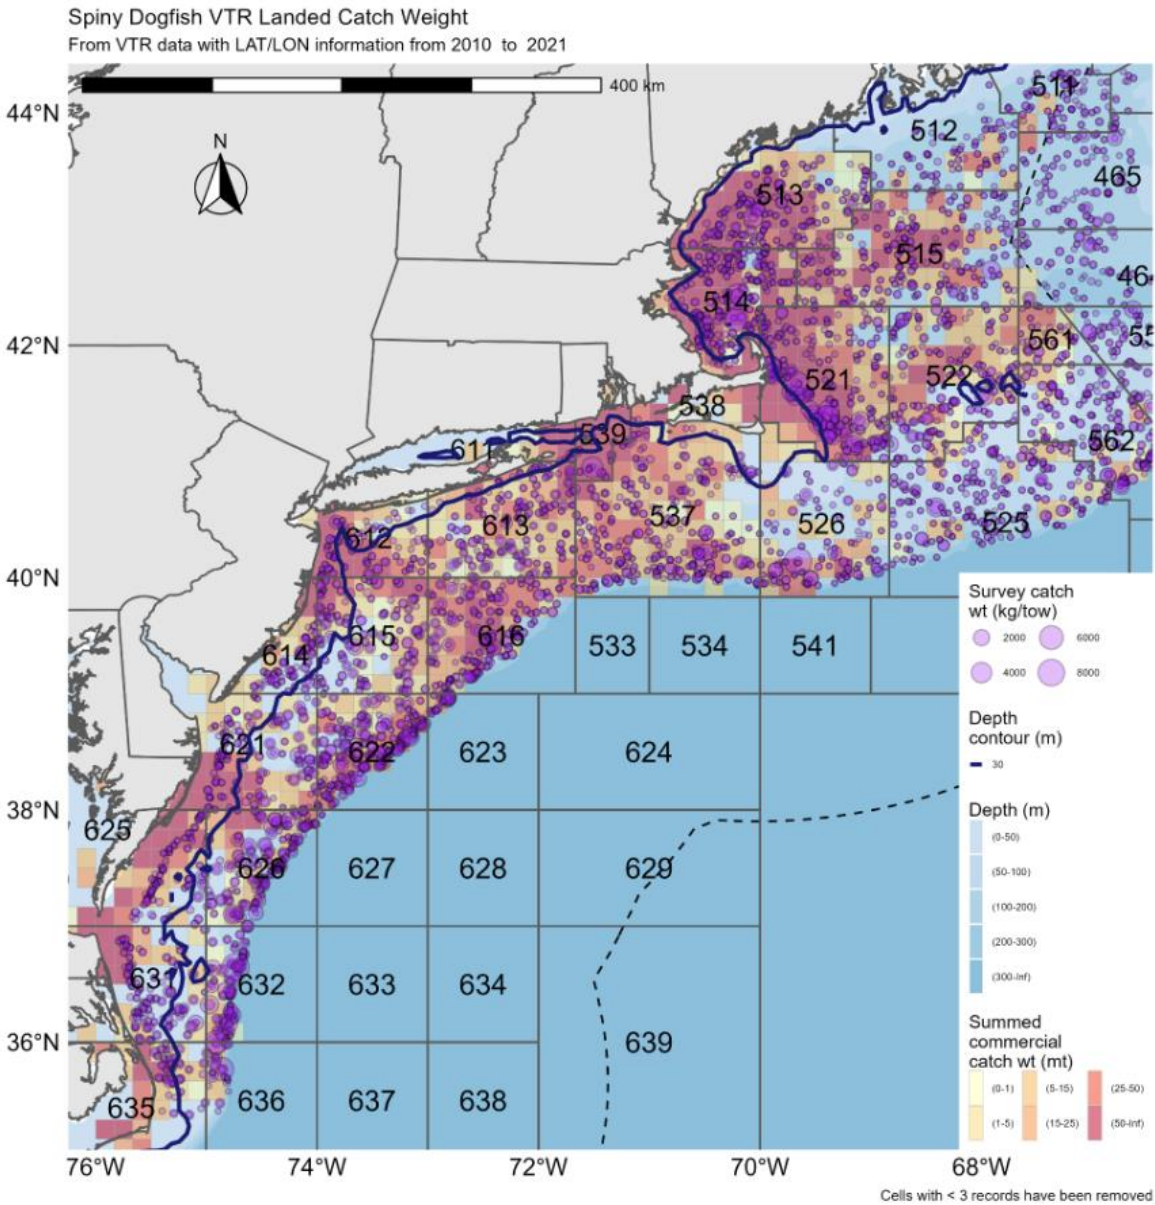 Spiny Dogfish VTR Landed Catch Weight
From VTR data with LAT/LON information from 2010 to 2021
400 km
N
44°N
42°N
40°N
38°N
36°N
76°W
74°W
72°W
70°W
68°W
511
512
465
513
515
464
514
561
521
522
538
539
562
611
537
526
525
613
612
615
616
614
533
534
541
621
622
623
624
625
626
627
628
629
631
632
633
634
639
635
636
637
638
Survey catch
wt (kg/tow)
2000
6000
4000
8000
Depth
contour (m)
30
Depth (m)
(0-50)
(50-100)
(100-200)
(200-300)
(300-Inf)
Summed
commercial
catch wt (mt)
(0-1)
(5-15)
(25-50)
(1-5)
(15-25)
(50-Inf)
Cells with < 3 records have been removed